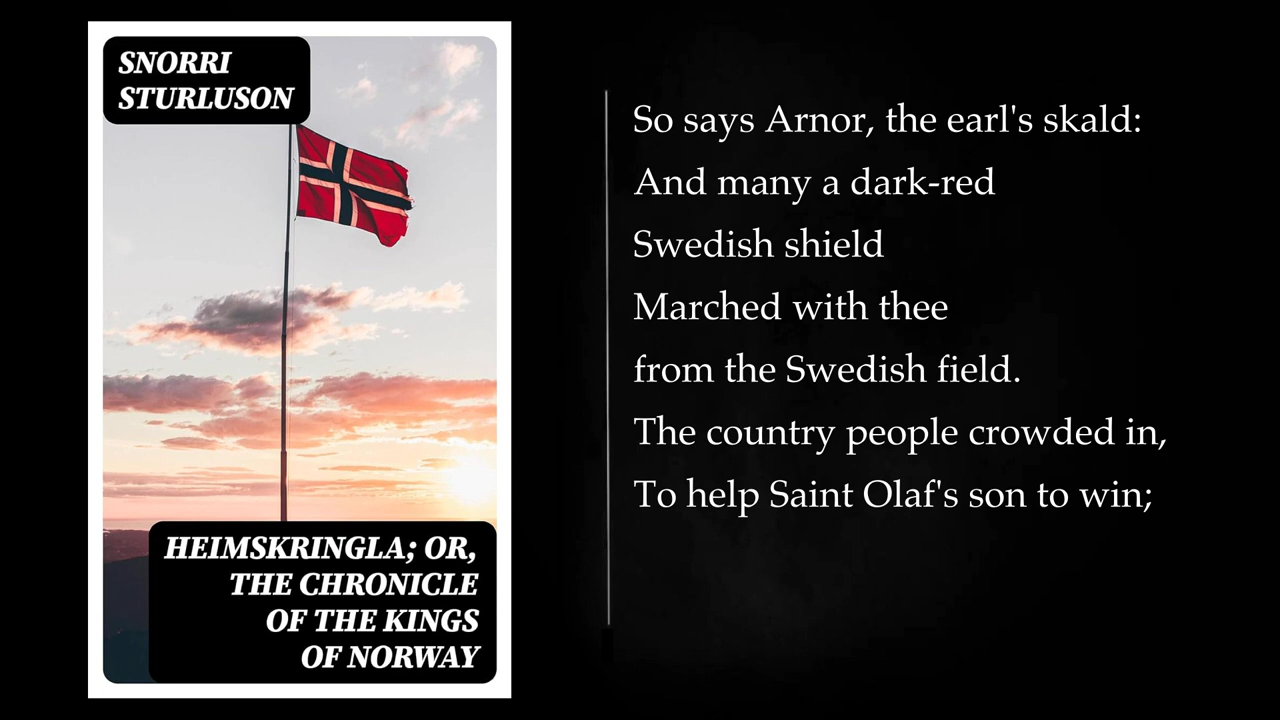 SNORRI
STURLUSON
HEIMSKRINGLA; OR,
THE CHRONICLE
OF THE KINGS
OF NORWAY
So says Arnor, the earl's skald:
And many a dark-red
Swedish shield
Marched with thee
from the Swedish field.
The country people crowded in,
To help Saint Olaf's son to win;